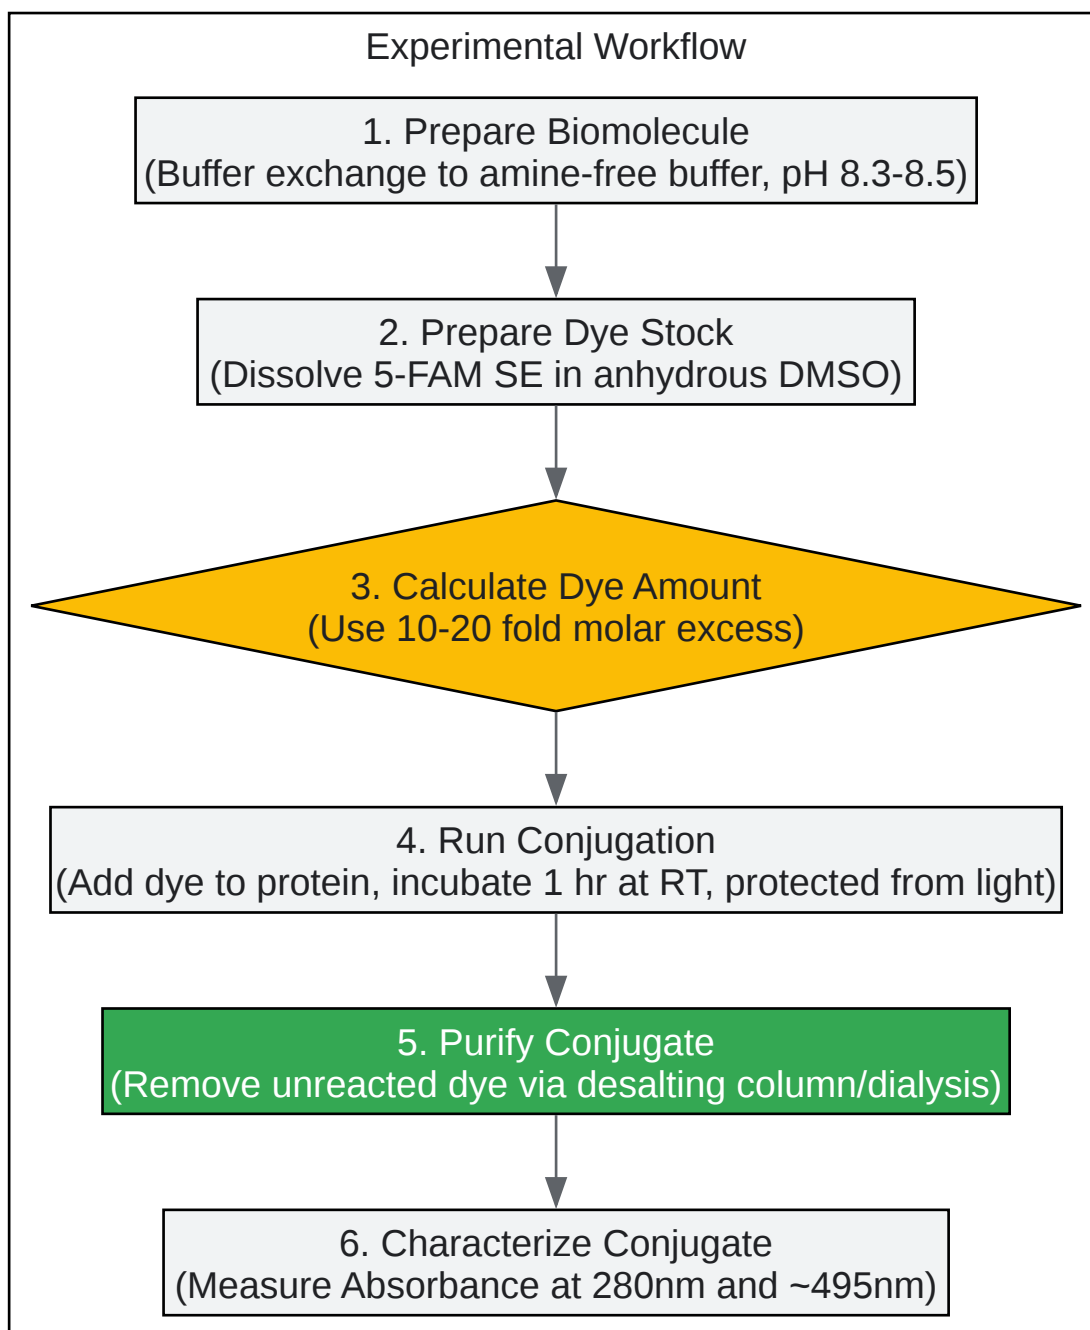 Experimental Workflow
1. Prepare Biomolecule
(Buffer exchange to amine-free buffer, pH 8.3-8.5)
2. Prepare Dye Stock
(Dissolve 5-FAM SE in anhydrous DMSO)
3. Calculate Dye Amount
(Use 10-20 fold molar excess)
4. Run Conjugation
(Add dye to protein, incubate 1 hr at RT, protected from light)
5. Purify Conjugate
(Remove unreacted dye via desalting column/dialysis)
6. Characterize Conjugate
(Measure Absorbance at 280nm and ~495nm)